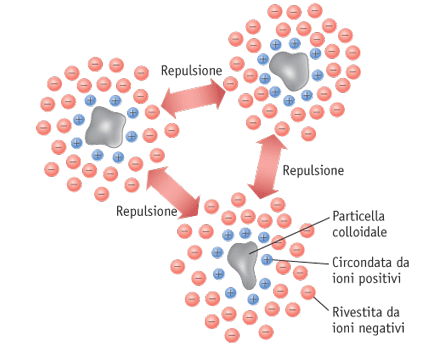 Repulsione
Repulsione
Repulsione
Particella
colloidale
Circondata da
ioni positivi
Rivestita da
ioni negativi